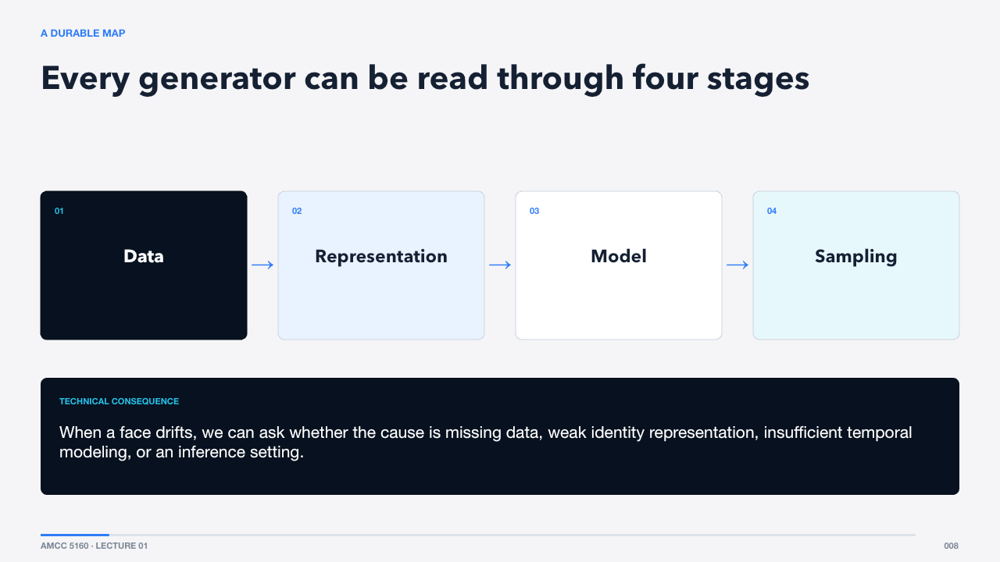 A DURABLE MAP
Every generator can be read through four stages
01
Data
→
02
Representation
→
03
Model
→
04
Sampling
TECHNICAL CONSEQUENCE
When a face drifts, we can ask whether the cause is missing data, weak identity representation, insufficient temporal
modeling, or an inference setting.
AMCC 5160 · LECTURE 01
008